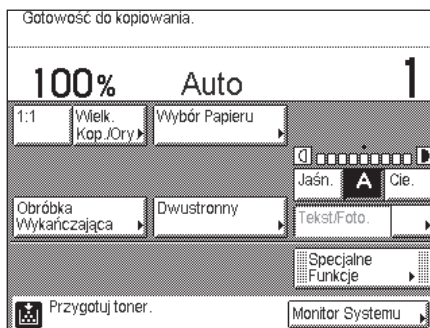 Gotowość do kopiowania.
100% Auto 1
1:1
Wielk.
Kop./Ory
Wybór Papieru
Jaśn. A Cie.
Obróbka
Wykańczająca
Dwustronny
Tekst/Foto.
Specjalne
Funkcje
Przygotuj toner.
Monitor Systemu